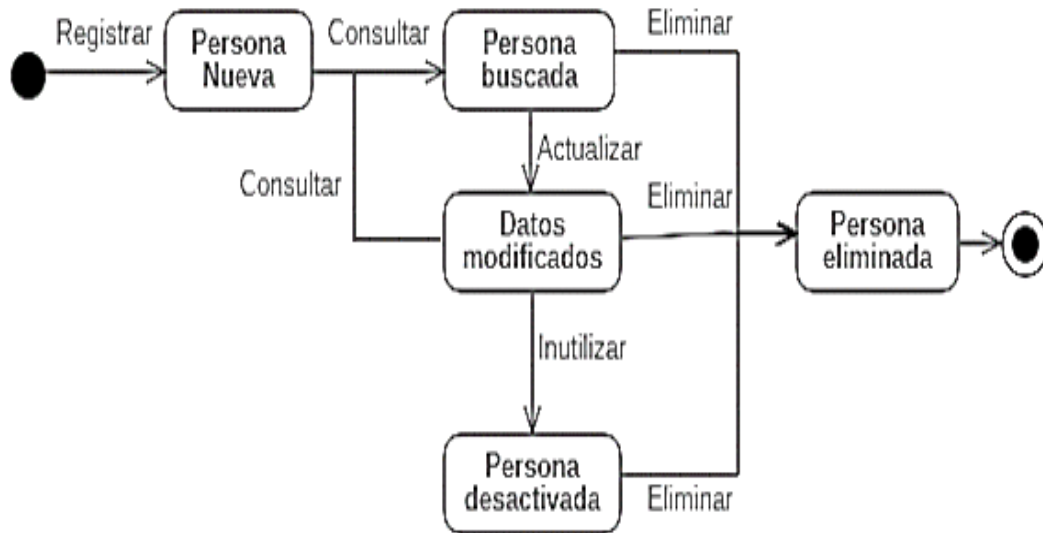 Registrar
Persona
Nueva
Consultar
Persona
buscada
Eliminar
Actualizar
Consultar
Datos
modificados
Eliminar
Persona
eliminada
Inutilizar
Persona
desactivada
Eliminar